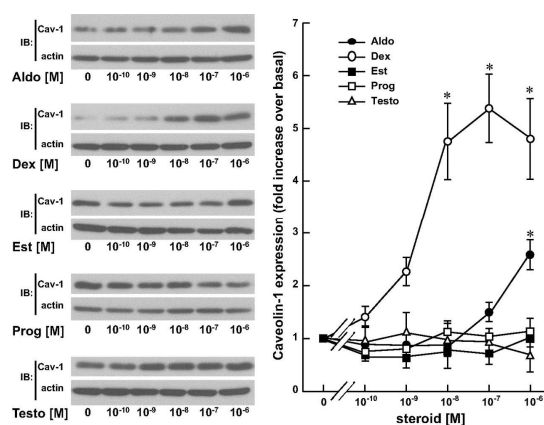 IB:
Cav-1
actin
Aldo [M] 0 10⁻¹⁰ 10⁻⁹ 10⁻⁸ 10⁻⁷ 10⁻⁶
IB:
Cav-1
actin
Dex [M] 0 10⁻¹⁰ 10⁻⁹ 10⁻⁸ 10⁻⁷ 10⁻⁶
IB:
Cav-1
actin
Est [M] 0 10⁻¹⁰ 10⁻⁹ 10⁻⁸ 10⁻⁷ 10⁻⁶
IB:
Cav-1
actin
Prog [M] 0 10⁻¹⁰ 10⁻⁹ 10⁻⁸ 10⁻⁷ 10⁻⁶
IB:
Cav-1
actin
Testo [M] 0 10⁻¹⁰ 10⁻⁹ 10⁻⁸ 10⁻⁷ 10⁻⁶
Caveolin-1 expression (fold increase over basal)
7
6
5
4
3
2
1
0
Aldo
Dex
Est
Prog
Testo
*
*
*
*
0 10⁻¹⁰ 10⁻⁹ 10⁻⁸ 10⁻⁷ 10⁻⁶
steroid [M]